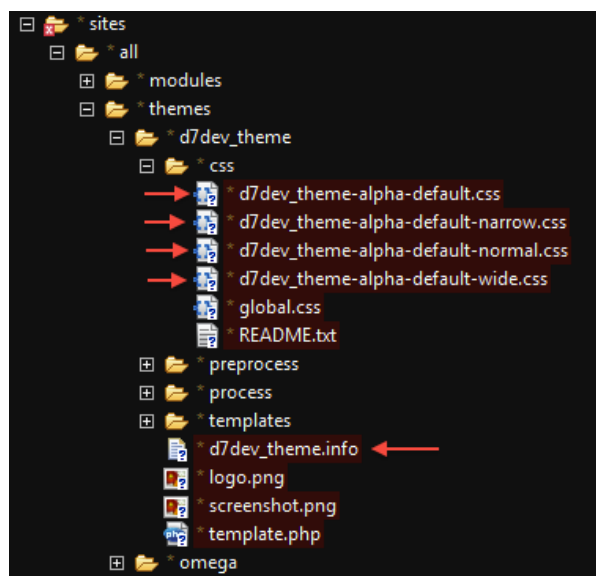 * sites
* all
* modules
* themes
* d7dev_theme
* css
* d7dev_theme-alpha-default.css
* d7dev_theme-alpha-default-narrow.css
* d7dev_theme-alpha-default-normal.css
* d7dev_theme-alpha-default-wide.css
* global.css
* README.txt
* preprocess
* process
* templates
* d7dev_theme.info
* logo.png
* screenshot.png
* template.php
* omega